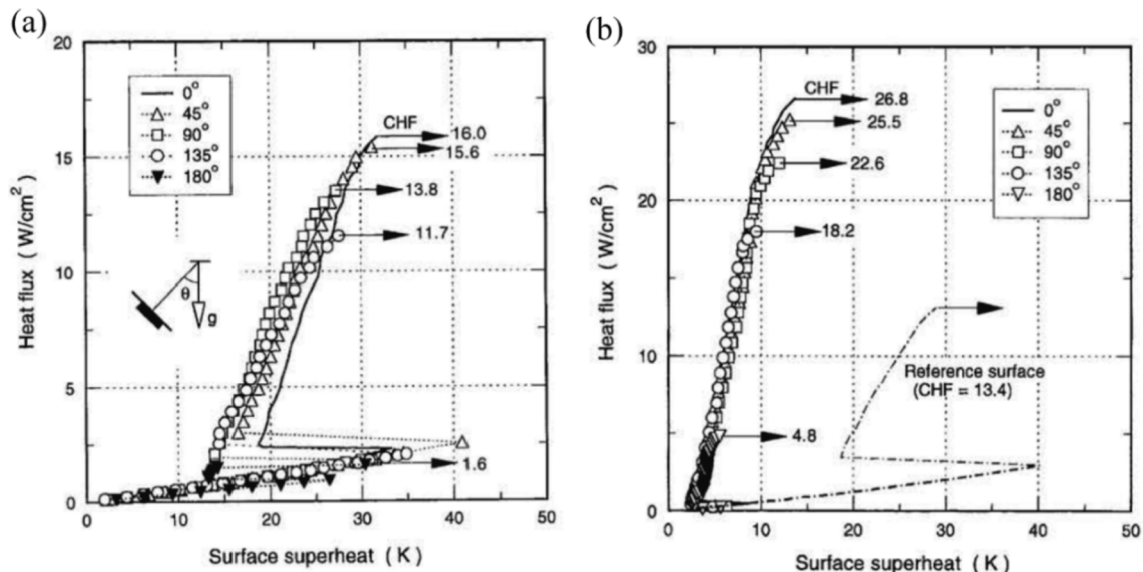 (a)
20
15
10
5
0
Heat flux ( W/cm² )
0°
45°
90°
135°
180°
CHF
16.0
15.6
13.8
11.7
1.6
θ
g
0 10 20 30 40 50
Surface superheat ( K )
(b)
30
20
10
0
Heat flux ( W/cm² )
CHF
26.8
25.5
22.6
18.2
4.8
0°
45°
90°
135°
180°
Reference surface
(CHF = 13.4)
0 10 20 30 40 50
Surface superheat ( K )